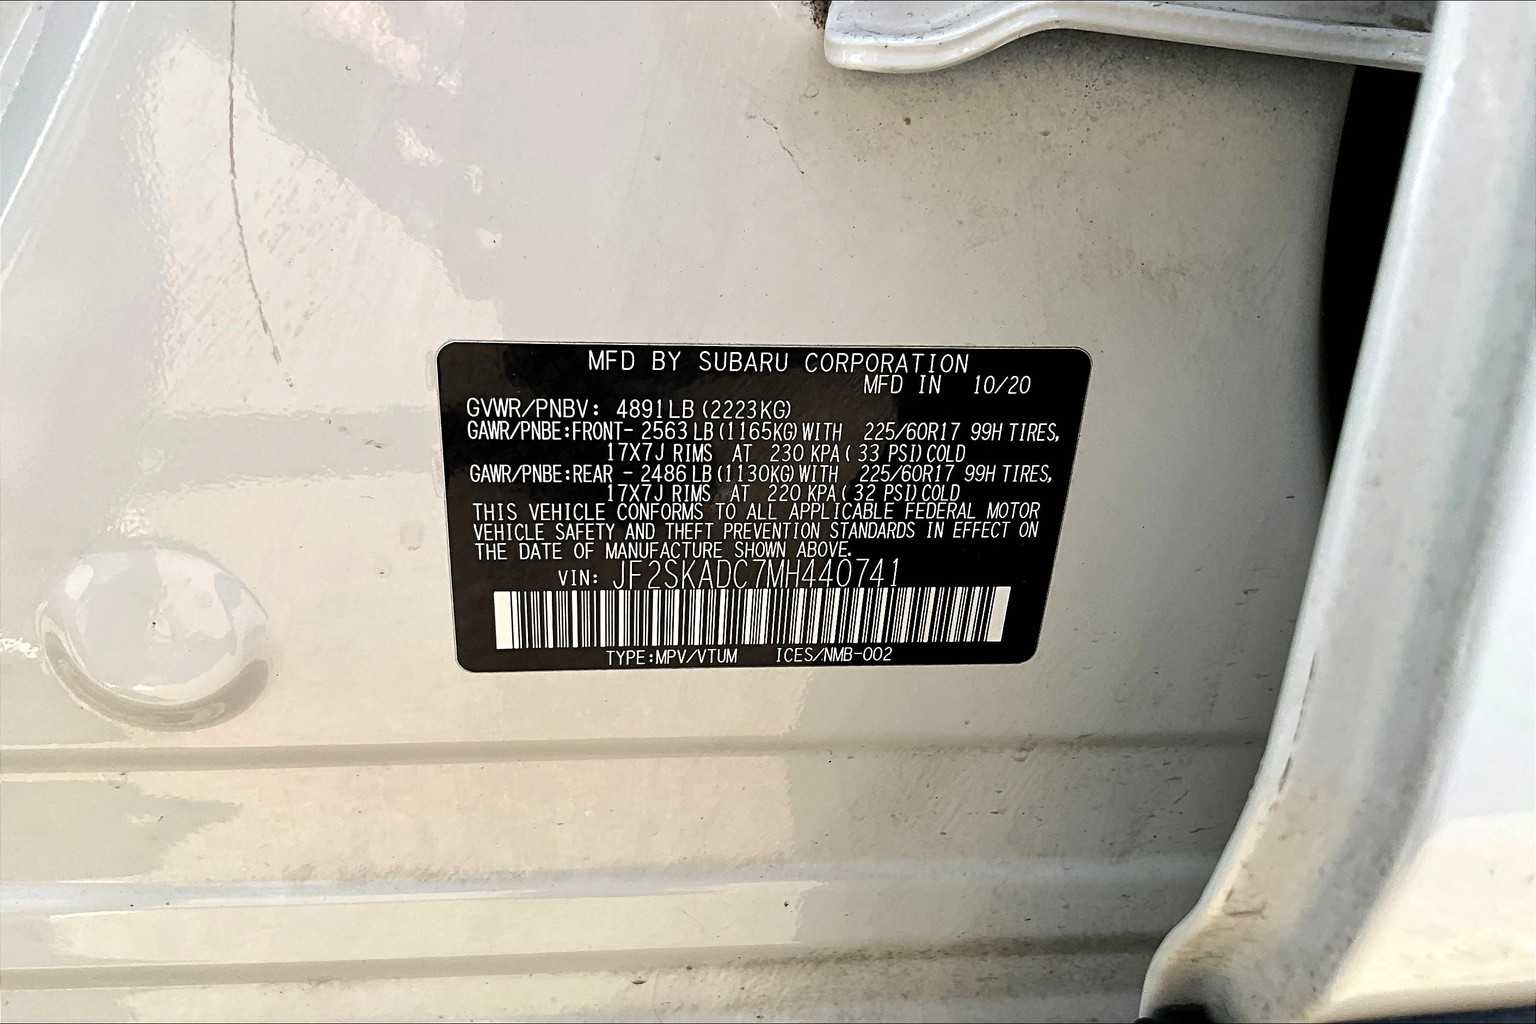 MFD BY SUBARU CORPORATION
MFD IN 10/20
GVWR/PNBV: 4891LB (2223KG)
GAWR/PNBE:FRONT- 2563 LB (1165KG) WITH 225/60R17 99H TIRES,
17X7J RIMS AT 230 KPA ( 33 PSI) COLD
GAWR/PNBE:REAR - 2486 LB (1130KG) WITH 225/60R17 99H TIRES,
17X7J RIMS AT 220 KPA ( 32 PSI) COLD
THIS VEHICLE CONFORMS TO ALL APPLICABLE FEDERAL MOTOR
VEHICLE SAFETY AND THEFT PREVENTION STANDARDS IN EFFECT ON
THE DATE OF MANUFACTURE SHOWN ABOVE.
VIN: JF2SKADC7MH440741
TYPE:MPV/VTUM ICES/NMB-002